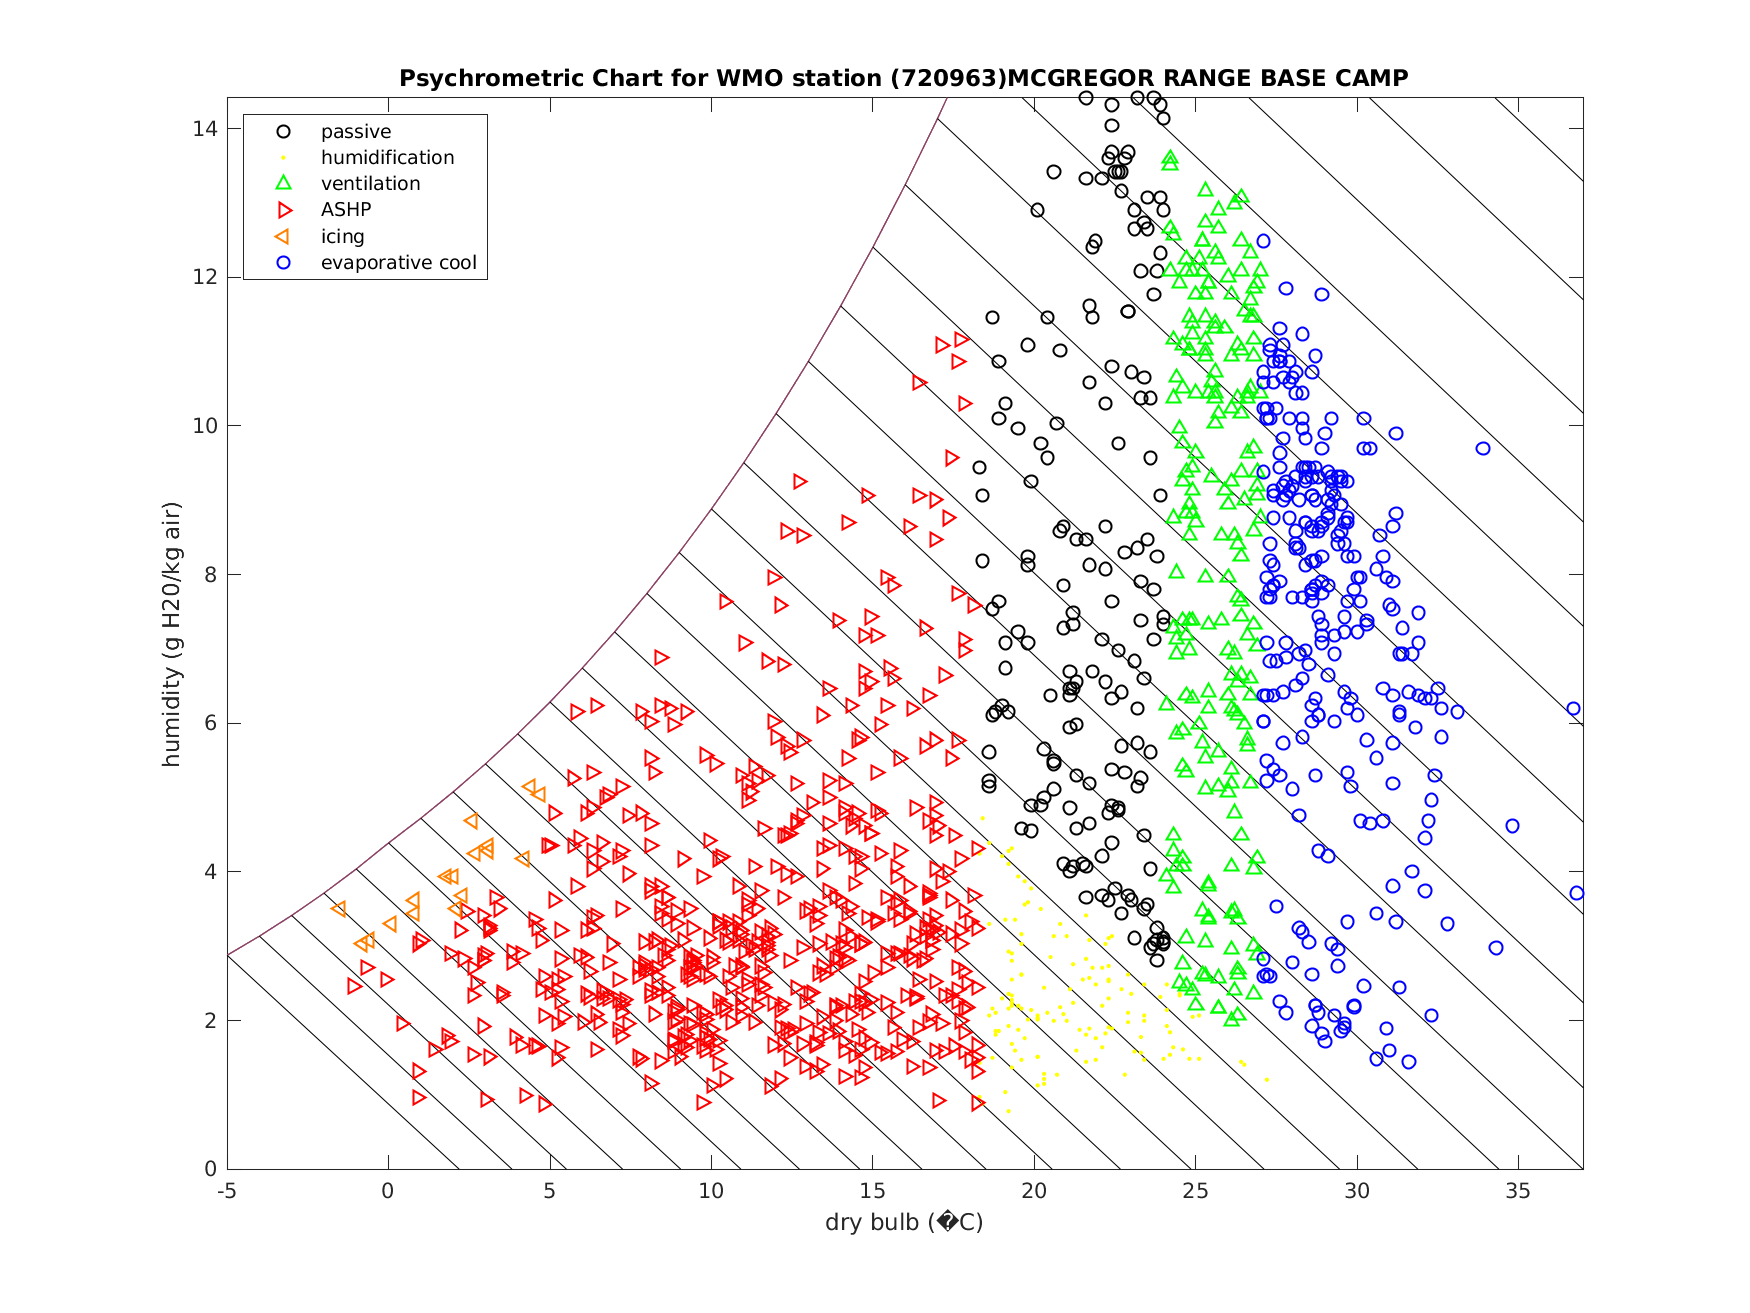 Psychrometric Chart for WMO station (720963)MCGREGOR RANGE BASE CAMP
passive
humidification
ventilation
ASHP
icing
evaporative cool
humidity (g H20/kg air)
14
12
10
8
6
4
2
0
-5 0 5 10 15 20 25 30 35
dry bulb (�C)